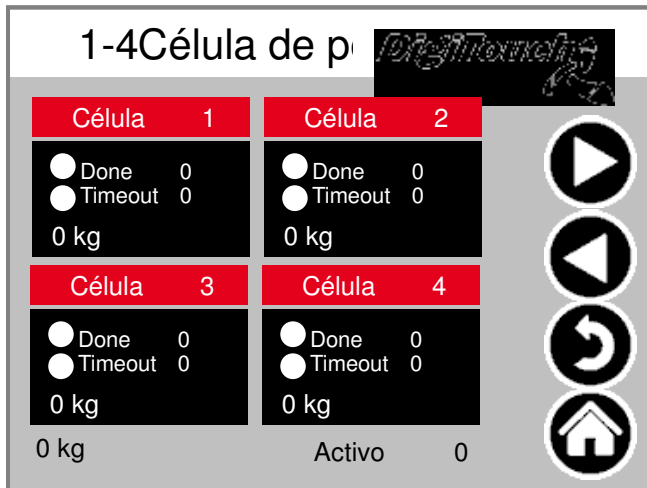 1-4Célula de p
DigiTouch
Célula 1
Célula 2
Done 0
Timeout 0
0 kg
Done 0
Timeout 0
0 kg
Célula 3
Célula 4
Done 0
Timeout 0
0 kg
Done 0
Timeout 0
0 kg
0 kg
Activo 0